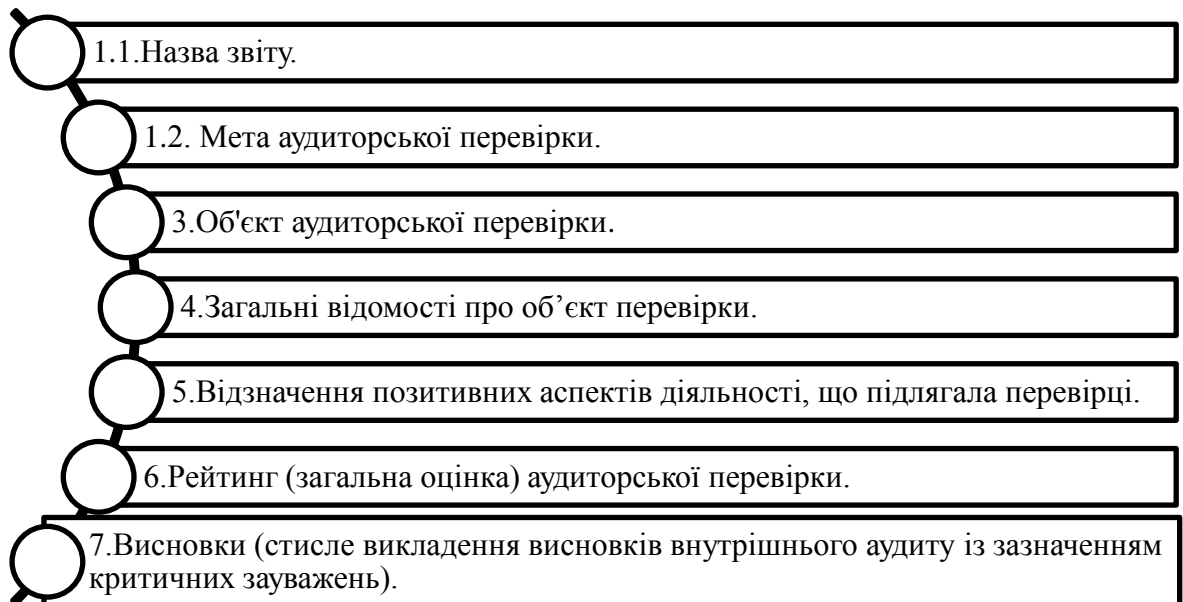 1.1.Назва звіту.
1.2. Мета аудиторської перевірки.
3.Об'єкт аудиторської перевірки.
4.Загальні відомості про об’єкт перевірки.
5.Відзначення позитивних аспектів діяльності, що підлягала перевірці.
6.Рейтинг (загальна оцінка) аудиторської перевірки.
7.Висновки (стисле викладення висновків внутрішнього аудиту із зазначенням
критичних зауважень).